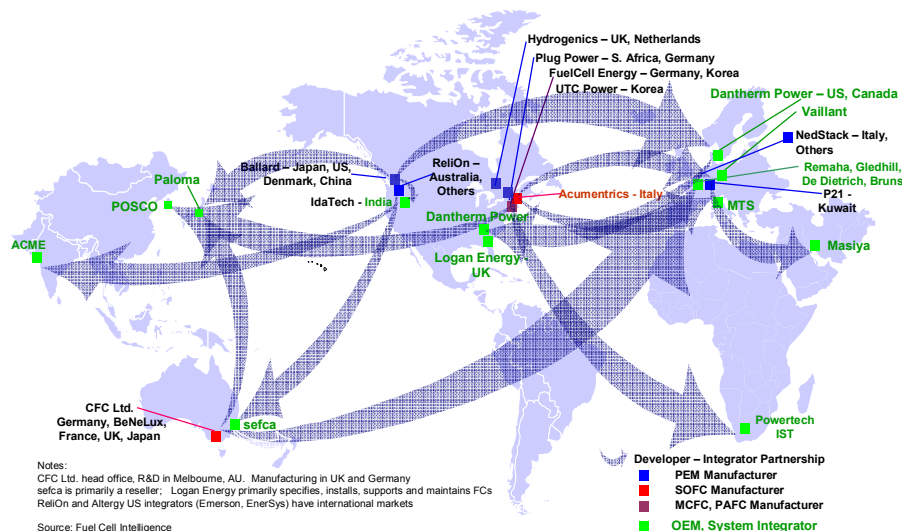 Hydrogenics – UK, Netherlands
Plug Power – S. Africa, Germany
FuelCell Energy – Germany, Korea
UTC Power – Korea
Dantherm Power – US, Canada
Vaillant
NedStack – Italy,
Others
Remaha, Gledhill,
De Dietrich, Bruns
P21 -
Kuwait
MTS
Masiya
Ballard – Japan, US,
Denmark, China
ReliOn –
Australia,
Others
IdaTech - India
Acumentrics - Italy
Dantherm Power
Logan Energy -
UK
Paloma
POSCO
ACME
CFC Ltd.
Germany, BeNeLux,
France, UK, Japan
sefca
Powertech
IST
Notes:
CFC Ltd. head office, R&D in Melbourne, AU. Manufacturing in UK and Germany
sefca is primarily a reseller; Logan Energy primarily specifies, installs, supports and maintains FCs
ReliOn and Altergy US integrators (Emerson, EnerSys) have international markets
Source: Fuel Cell Intelligence
Developer – Integrator Partnership
PEM Manufacturer
SOFC Manufacturer
MCFC, PAFC Manufacturer
OEM, System Integrator